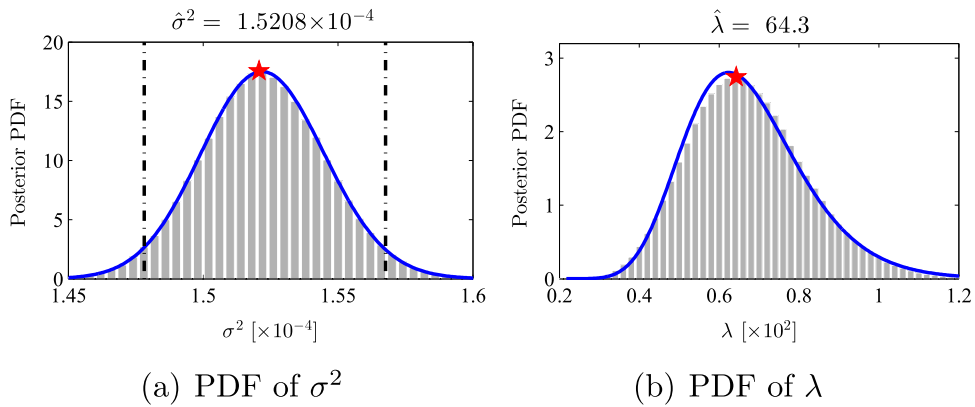 σ̂² = 1.5208×10⁻⁴
Posterior PDF
20
15
10
5
0
1.45
1.5
1.55
1.6
σ² [×10⁻⁴]
(a) PDF of σ²
λ̂ = 64.3
Posterior PDF
3
2
1
0
0.2
0.4
0.6
0.8
1
1.2
λ [×10²]
(b) PDF of λ